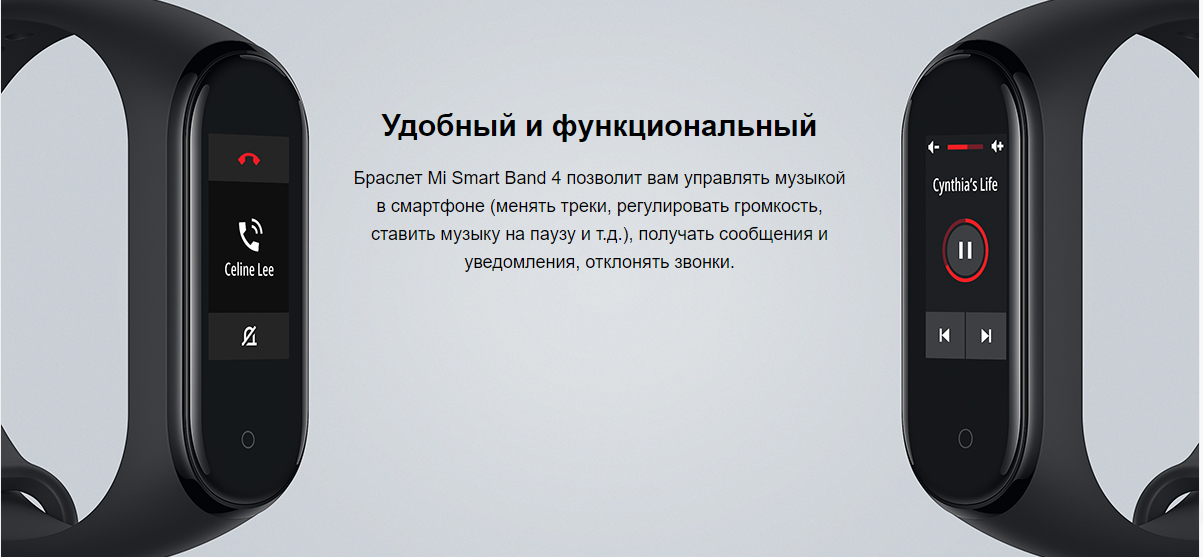 Удобный и функциональный
Браслет Mi Smart Band 4 позволит вам управлять музыкой
в смартфоне (менять треки, регулировать громкость,
ставить музыку на паузу и т.д.), получать сообщения и
уведомления, отклонять звонки.
Celine Lee
Cynthia's Life